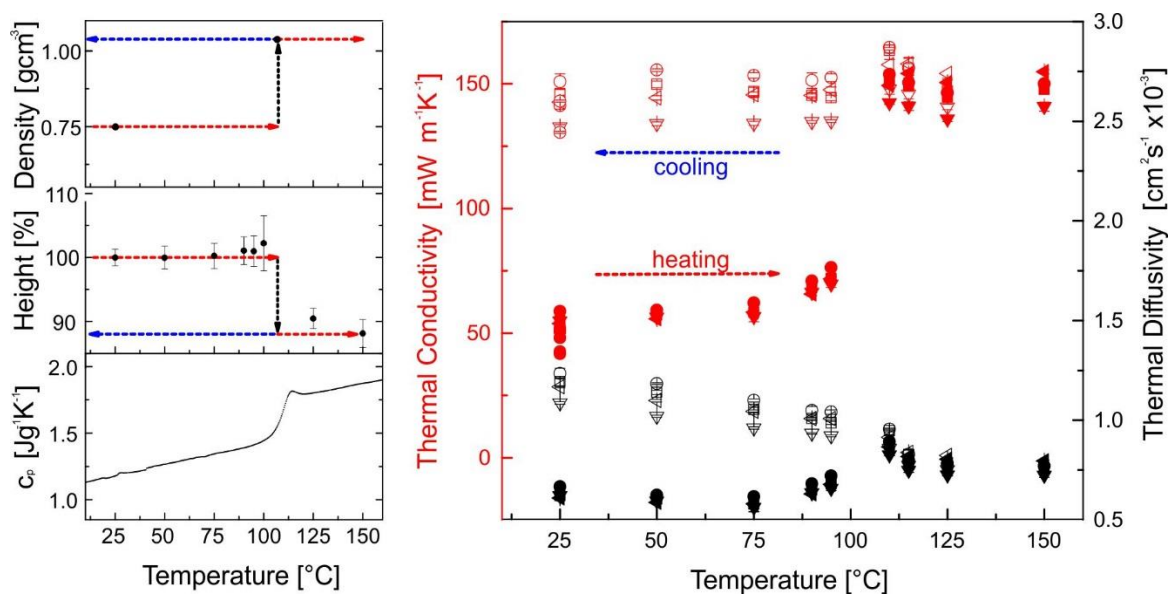 Density [gcm⁻³]
1.00
0.75
Height [%]
110
100
90
cₚ [Jg¹K⁻¹]
2.0
1.5
1.0
25 50 75 100 125 150
Temperature [°C]
Thermal Conductivity [mW m⁻¹K⁻¹]
150
100
50
0
cooling
heating
25 50 75 100 125 150
Temperature [°C]
3.0
2.5
2.0
1.5
1.0
0.5
Thermal Diffusivity [cm²s⁻¹ x10⁻³]